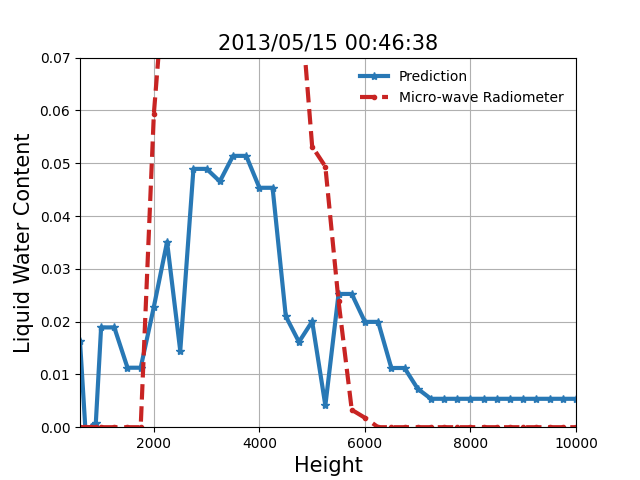 2013/05/15 00:46:38
Liquid Water Content
0.07
0.06
0.05
0.04
0.03
0.02
0.01
0.00
Prediction
Micro-wave Radiometer
2000 4000 6000 8000 10000
Height